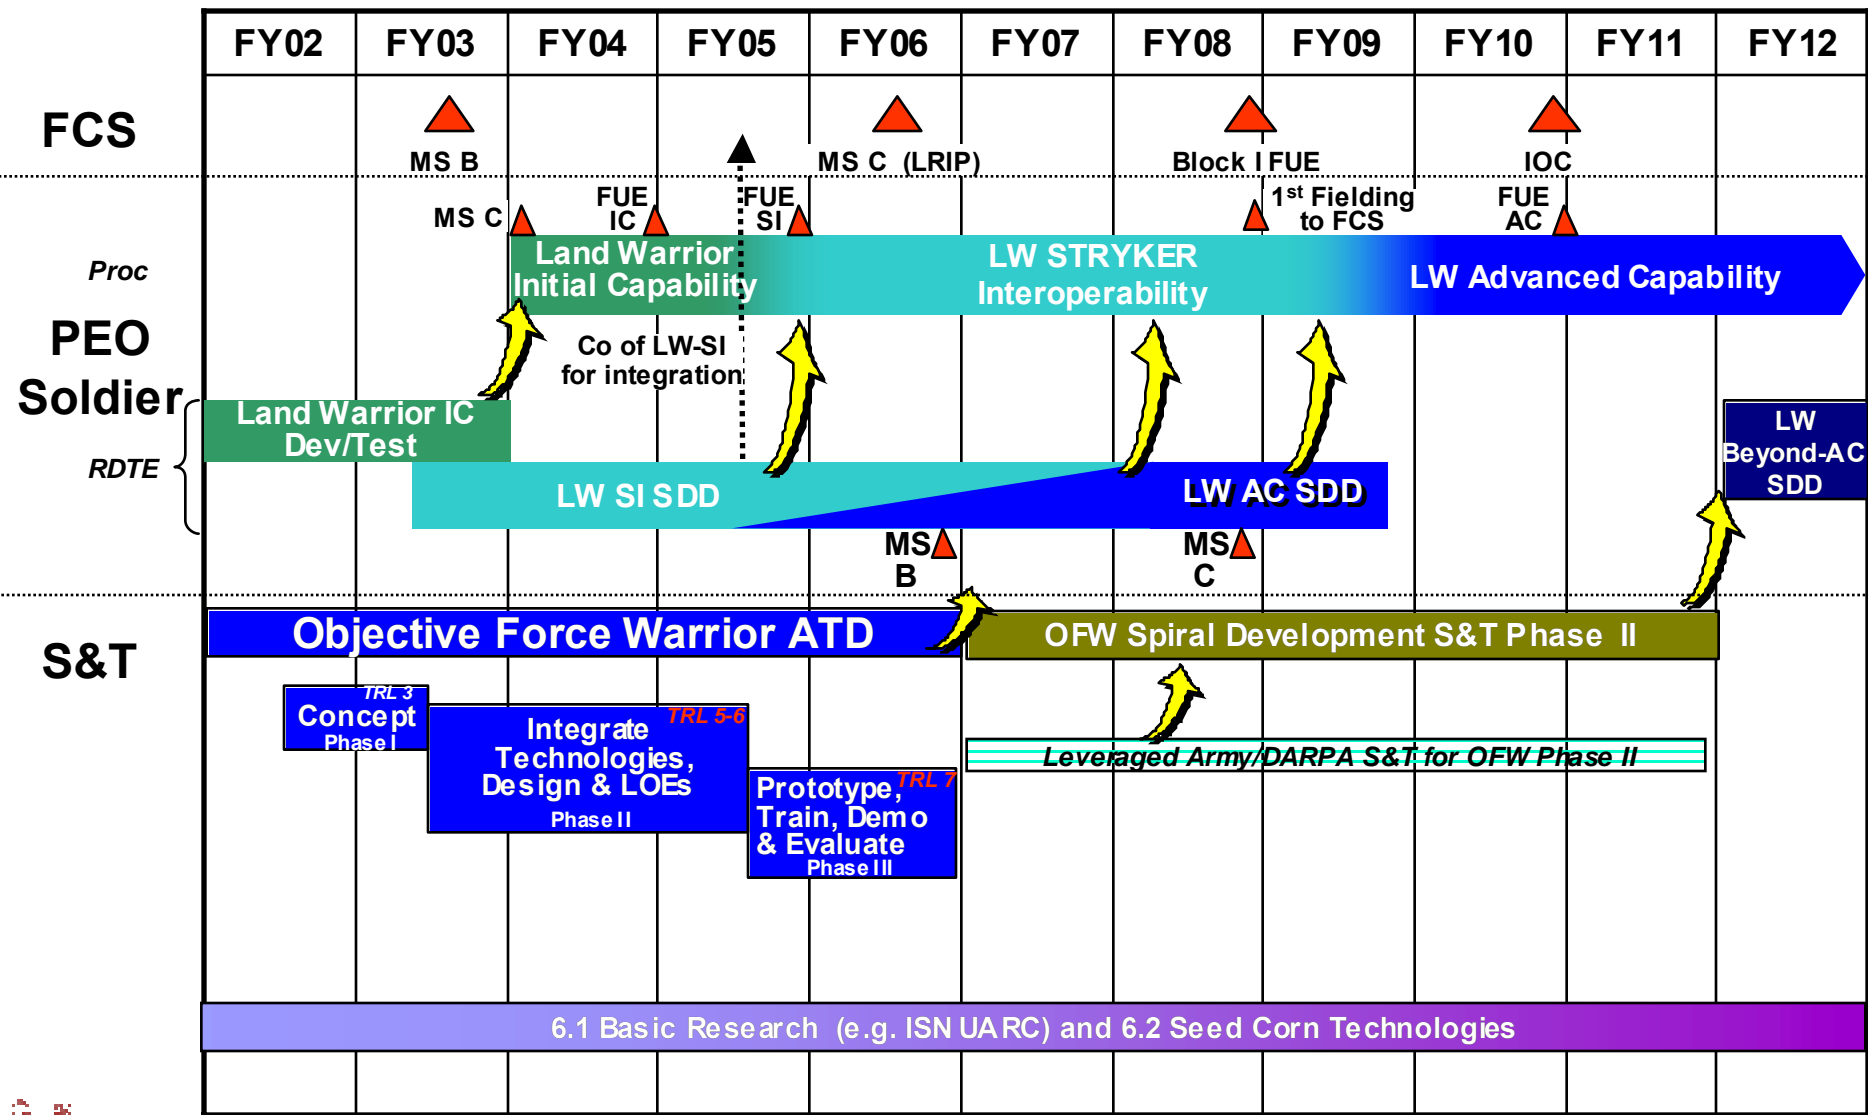 FY02 FY03 FY04 FY05 FY06 FY07 FY08 FY09 FY10 FY11 FY12
FCS
MS B
MS C (LRIP)
Block I FUE
IOC
MS C
FUE
IC
FUE
SI
1st Fielding
to FCS
FUE
AC
Proc
Land Warrior
Initial Capability
LW STRYKER
Interoperability
LW Advanced Capability
PEO
Soldier
Co of LW-SI
for integration
RDTE
Land Warrior IC
Dev/Test
LW SI SDD
LW AC SDD
LW
Beyond-AC
SDD
MS
B
MS
C
S&T
Objective Force Warrior ATD
OFW Spiral Development S&T Phase II
TRL 3
Concept
Phase I
TRL 5-6
Integrate
Technologies,
Design & LOEs
Phase II
TRL 7
Prototype,
Train, Demo
& Evaluate
Phase III
Leveraged Army/DARPA S&T for OFW Phase II
6.1 Basic Research (e.g. ISN UARC) and 6.2 Seed Corn Technologies